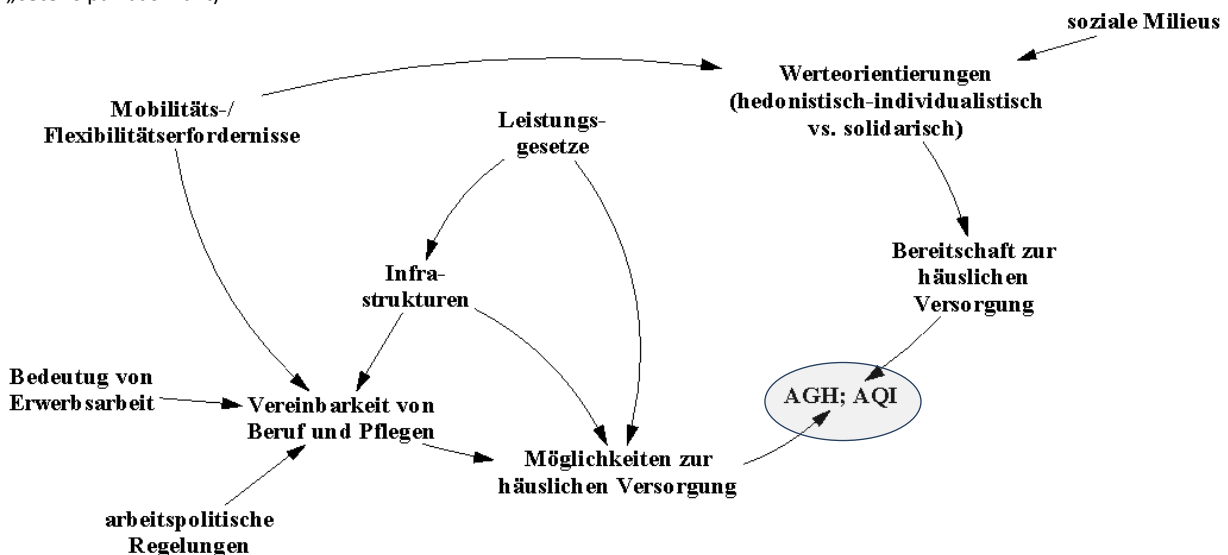 soziale Milieus
Werteorientierungen
(hedonistisch-individualistisch
vs. solidarisch)
Mobilitäts-/
Flexibilitätserfordernisse
Leistungs-
gesetze
Bereitschaft zur
häuslichen
Versorgung
Infra-
strukturen
Bedeutug von
Erwerbsarbeit
Vereinbarkeit von
Beruf und Pflegen
AGH; AQI
Möglichkeiten zur
häuslichen Versorgung
arbeitspolitische
Regelungen